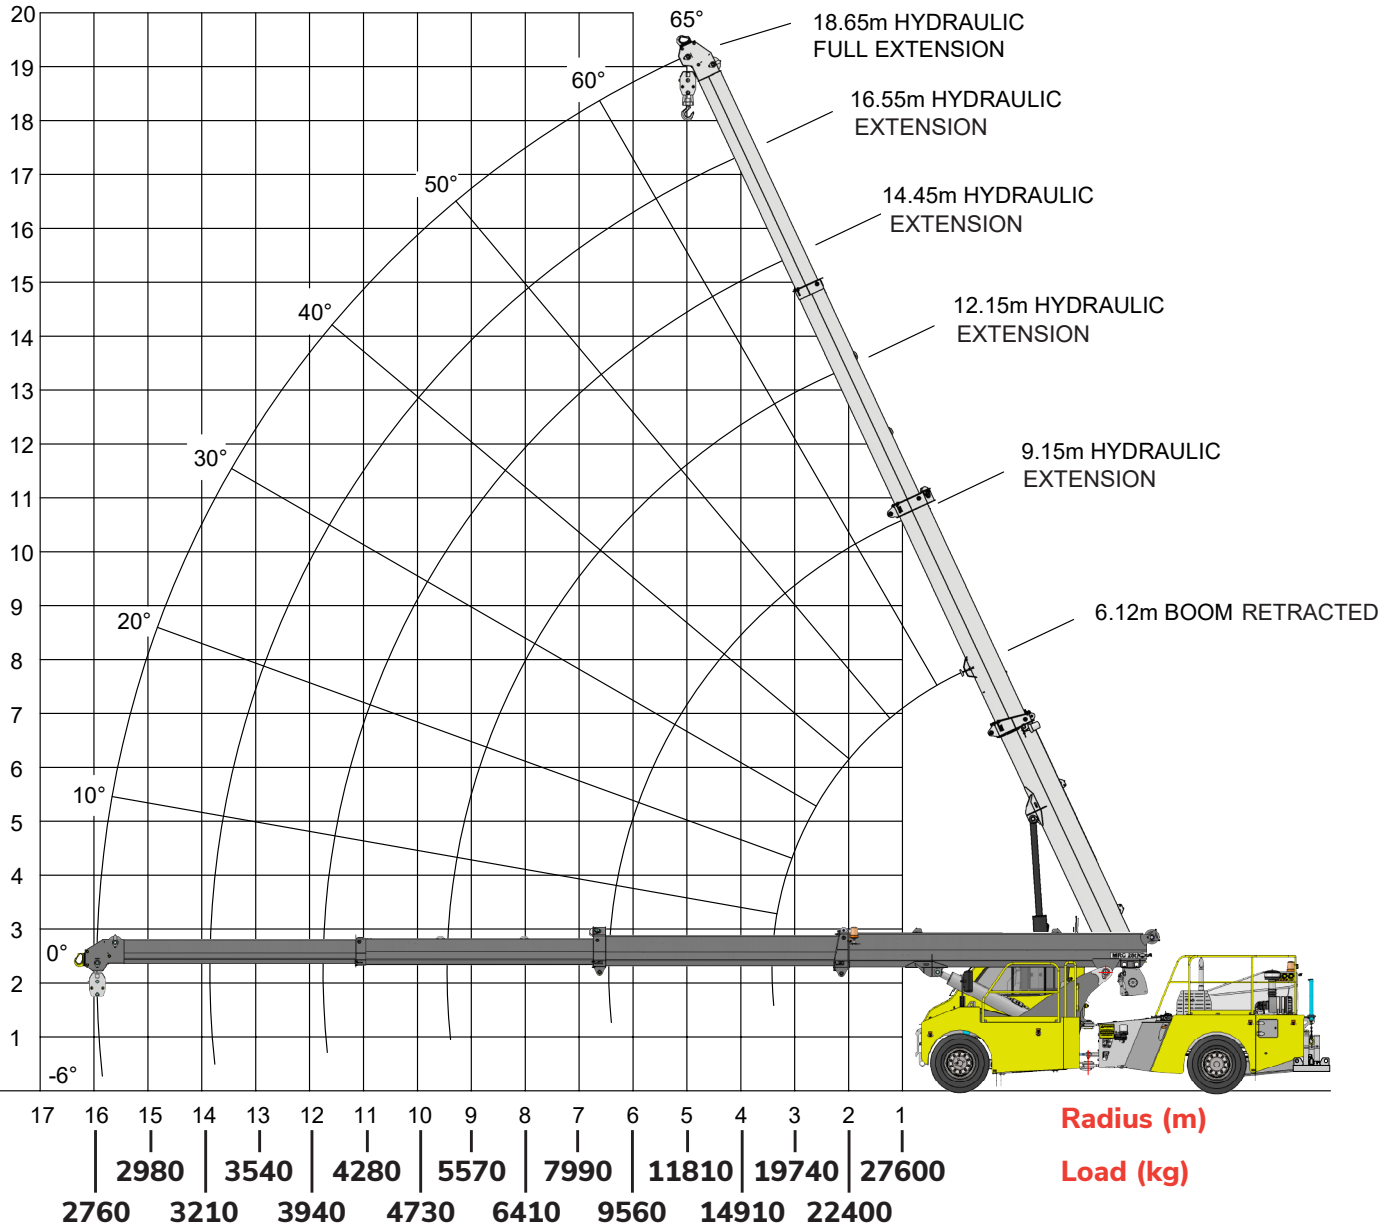 20
65°
18.65m HYDRAULIC
FULL EXTENSION
19
60°
16.55m HYDRAULIC
EXTENSION
18
17
50°
14.45m HYDRAULIC
EXTENSION
16
15
40°
12.15m HYDRAULIC
EXTENSION
14
13
12
30°
9.15m HYDRAULIC
EXTENSION
11
10
9
20°
6.12m BOOM RETRACTED
8
7
6
10°
5
4
3
0°
2
1
-6°
17 16 15 14 13 12 11 10 9 8 7 6 5 4 3 2 1 Radius (m)
2980 3540 4280 5570 7990 11810 19740 27600 Load (kg)
2760 3210 3940 4730 6410 9560 14910 22400